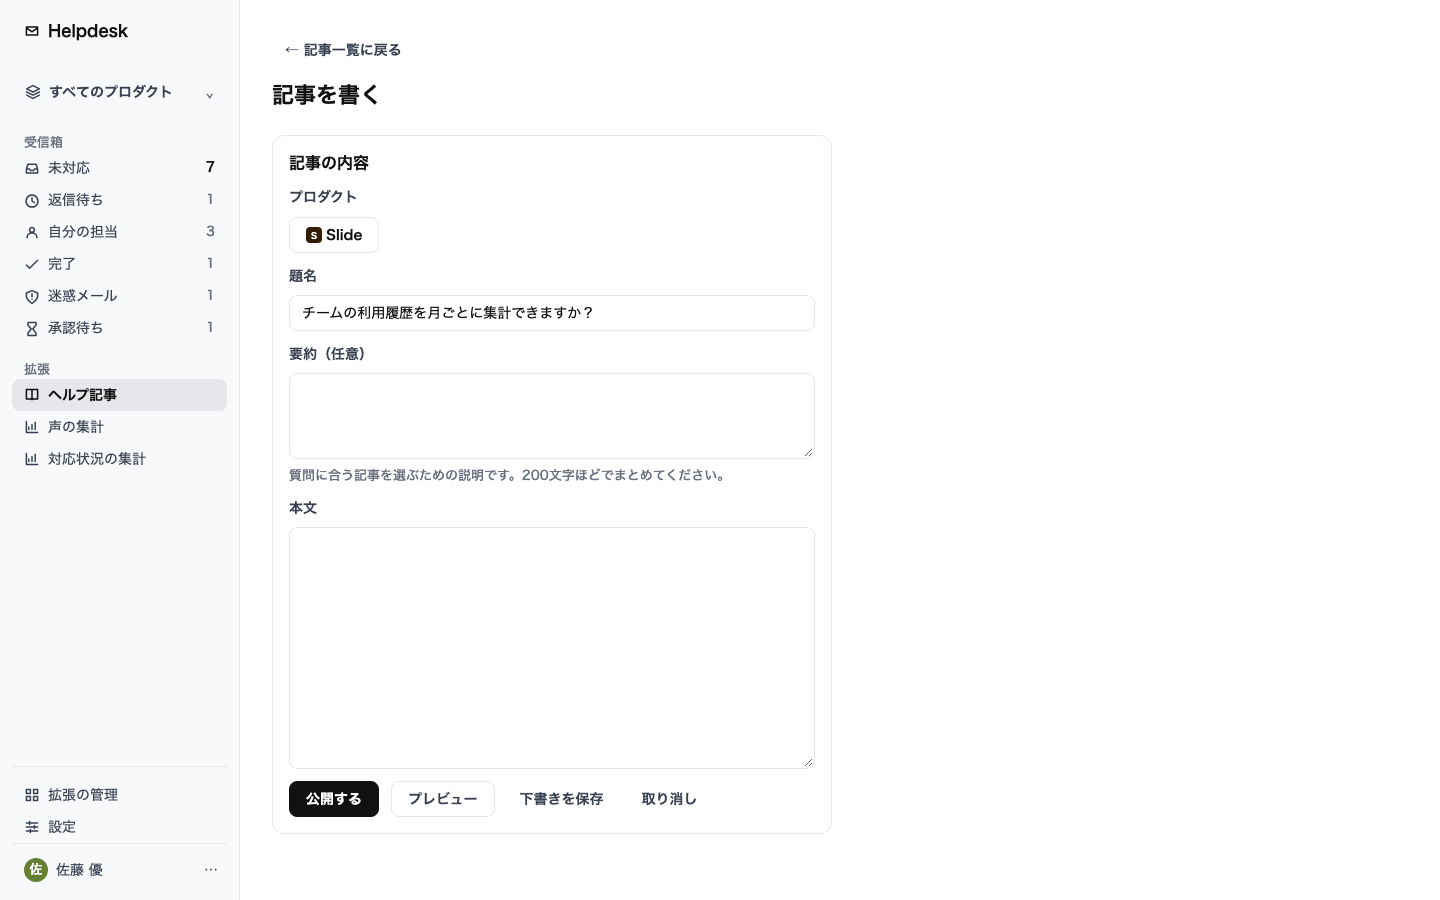 Helpdesk
すべてのプロダクト
受信箱
未対応 7
返信待ち 1
自分の担当 3
完了 1
迷惑メール 1
承認待ち 1
拡張
ヘルプ記事
声の集計
対応状況の集計
拡張の管理
設定
佐 佐藤 優 …
← 記事一覧に戻る
記事を書く
記事の内容
プロダクト
S Slide
題名
チームの利用履歴を月ごとに集計できますか？
要約（任意）
質問に合う記事を選ぶための説明です。200文字ほどでまとめてください。
本文
公開する プレビュー 下書きを保存 取り消し